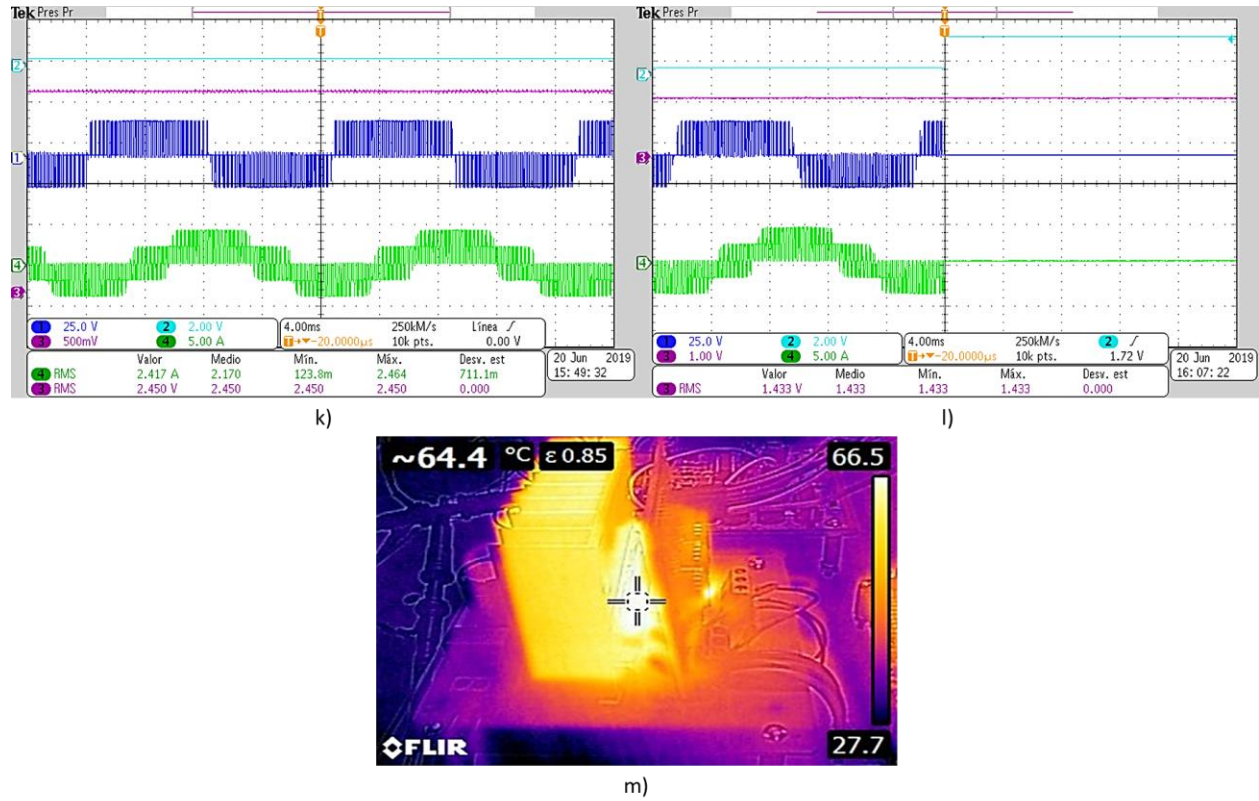 Tek Pres Pr
T
T
2
1
4
3
1 25.0 V 2 2.00 V
3 500mV 4 5.00 A
4.00ms 250kM/s Línea
T→▼-20.0000µs 10k pts. 0.00 V
Valor Medio Mín. Máx. Desv. est
4 RMS 2.417 A 2.170 123.8m 2.464 711.1m
3 RMS 2.450 V 2.450 2.450 2.450 0.000
20 Jun 2019
15:49:32
k)
Tek Pres Pr
T
T
2
3
4
1 25.0 V 2 2.00 V
3 1.00 V 4 5.00 A
4.00ms 250kM/s 2
T→▼-20.0000µs 10k pts. 1.72 V
Valor Medio Mín. Máx. Desv. est
3 RMS 1.433 V 1.433 1.433 1.433 0.000
20 Jun 2019
16:07:22
l)
~64.4 °C ε 0.85 66.5
FLIR 27.7
m)